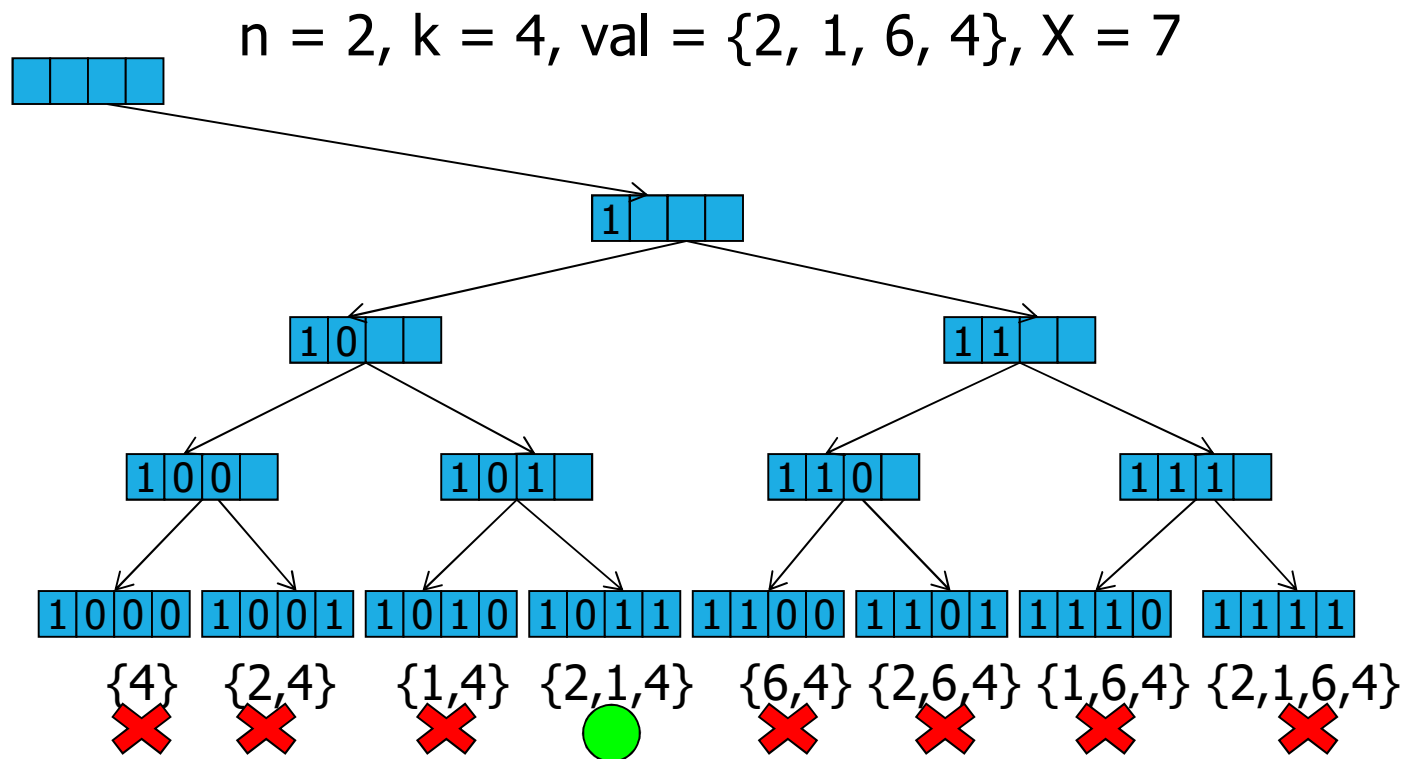 n = 2, k = 4, val = {2, 1, 6, 4}, X = 7
1
1 0
1 1
1 0 0
1 0 1
1 1 0
1 1 1
1 0 0 0
1 0 0 1
1 0 1 0
1 0 1 1
1 1 0 0
1 1 0 1
1 1 1 0
1 1 1 1
{4}
{2,4}
{1,4}
{2,1,4}
{6,4}
{2,6,4}
{1,6,4}
{2,1,6,4}